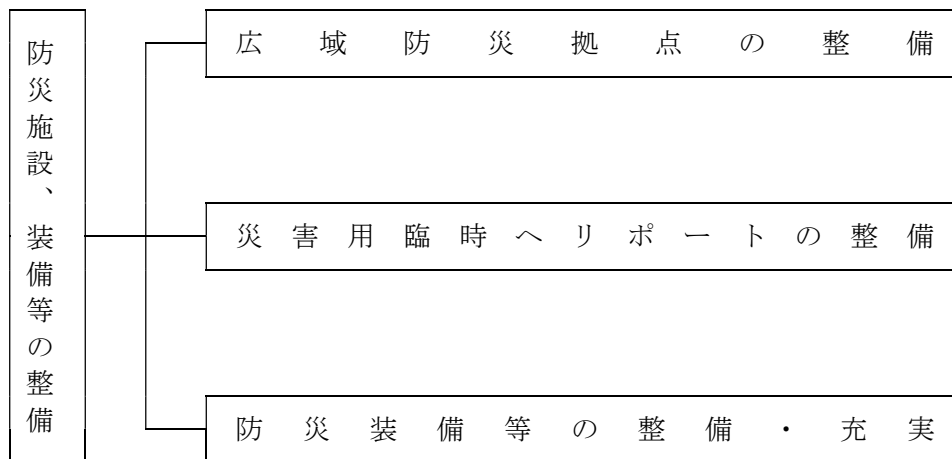 防災施設、装備等の整備
広域防災拠点の整備
災害用臨時ヘリポートの整備
防災装備等の整備・充実